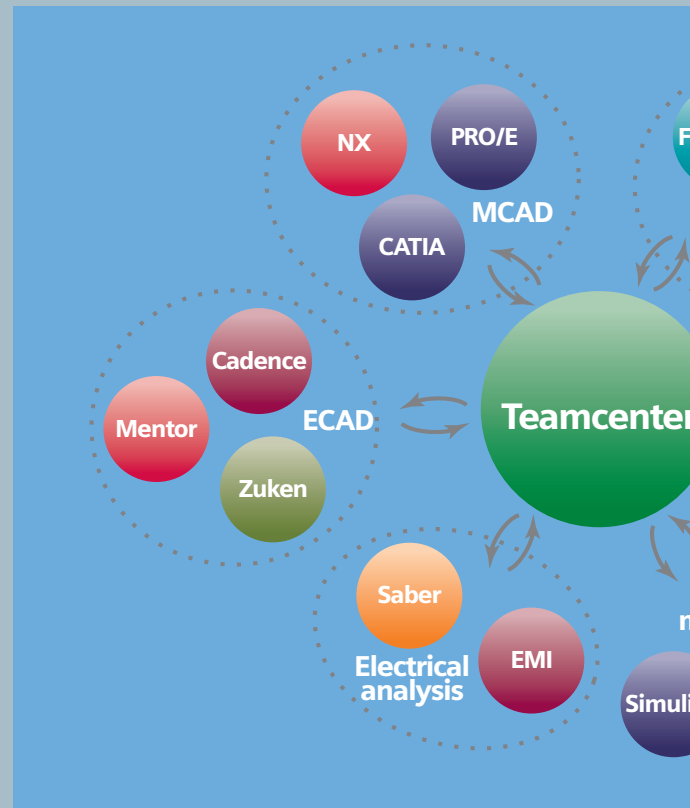 NX
PRO/E
CATIA
MCAD
Cadence
Mentor
ECAD
Zuken
Teamcenter
Saber
Electrical
analysis
EMI